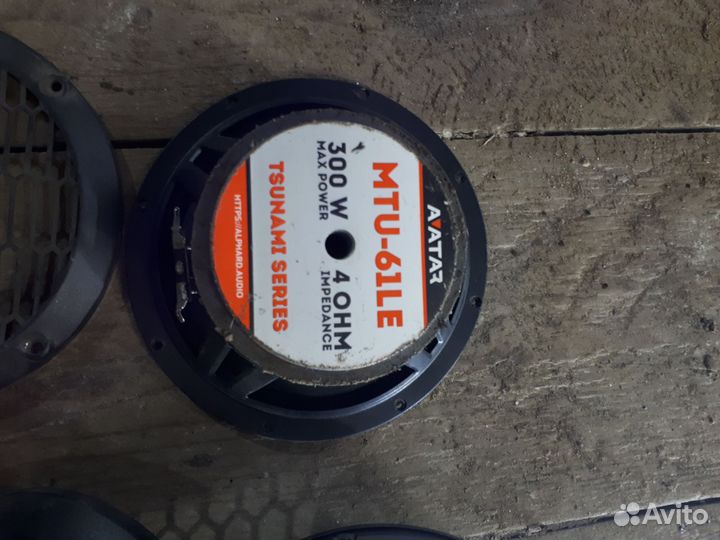 AVATAR
MTU-61LE
300 W
MAX POWER
4 OHM
IMPEDANCE
TSUNAMI SERIES
HTTPS://ALPHARD.AUDIO
Avito